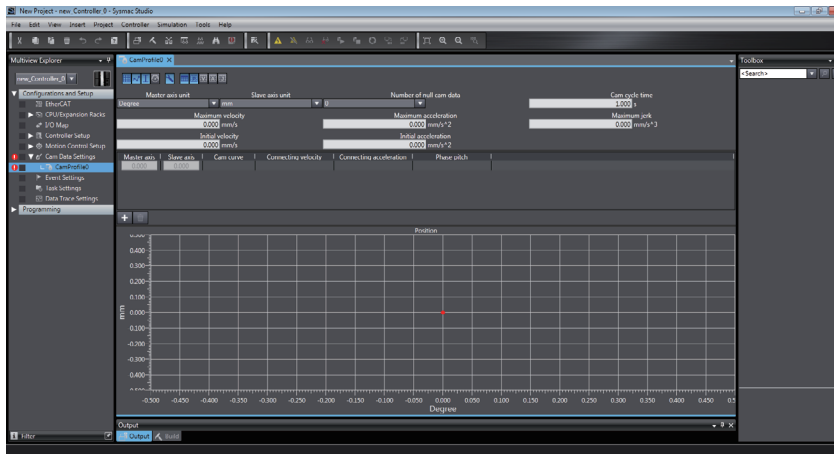 New Project - new_Controller_0 - Sysmac Studio
File Edit View Insert Project Controller Simulation Tools Help
Multiview Explorer
new_Controller_0
Configurations and Setup
EtherCAT
CPU/Expansion Racks
I/O Map
Controller Setup
Motion Control Setup
Cam Data Settings
CamProfile0
Event Settings
Task Settings
Data Trace Settings
Programming
Filter
CamProfile0
V A J
Master axis unit Slave axis unit Number of null cam data Cam cycle time
Degree mm 0 1.000 s
Maximum velocity Maximum acceleration Maximum jerk
0.000 mm/s 0.000 mm/s^2 0.000 mm/s^3
Initial velocity Initial acceleration
0.000 mm/s 0.000 mm/s^2
Master axis Slave axis Cam curve Connecting velocity Connecting acceleration Phase pitch
0.000 0.000
Position
0.400
0.300
0.200
0.100
0.000
0.100
-0.200
-0.300
0.400
mm
-0.500 -0.450 -0.400 -0.350 -0.300 -0.250 -0.200 -0.150 -0.100 -0.050 0.000 0.050 0.100 0.150 0.200 0.250 0.300 0.350 0.400 0.450 0.5
Degree
Output
Output Build
Toolbox
<Search>